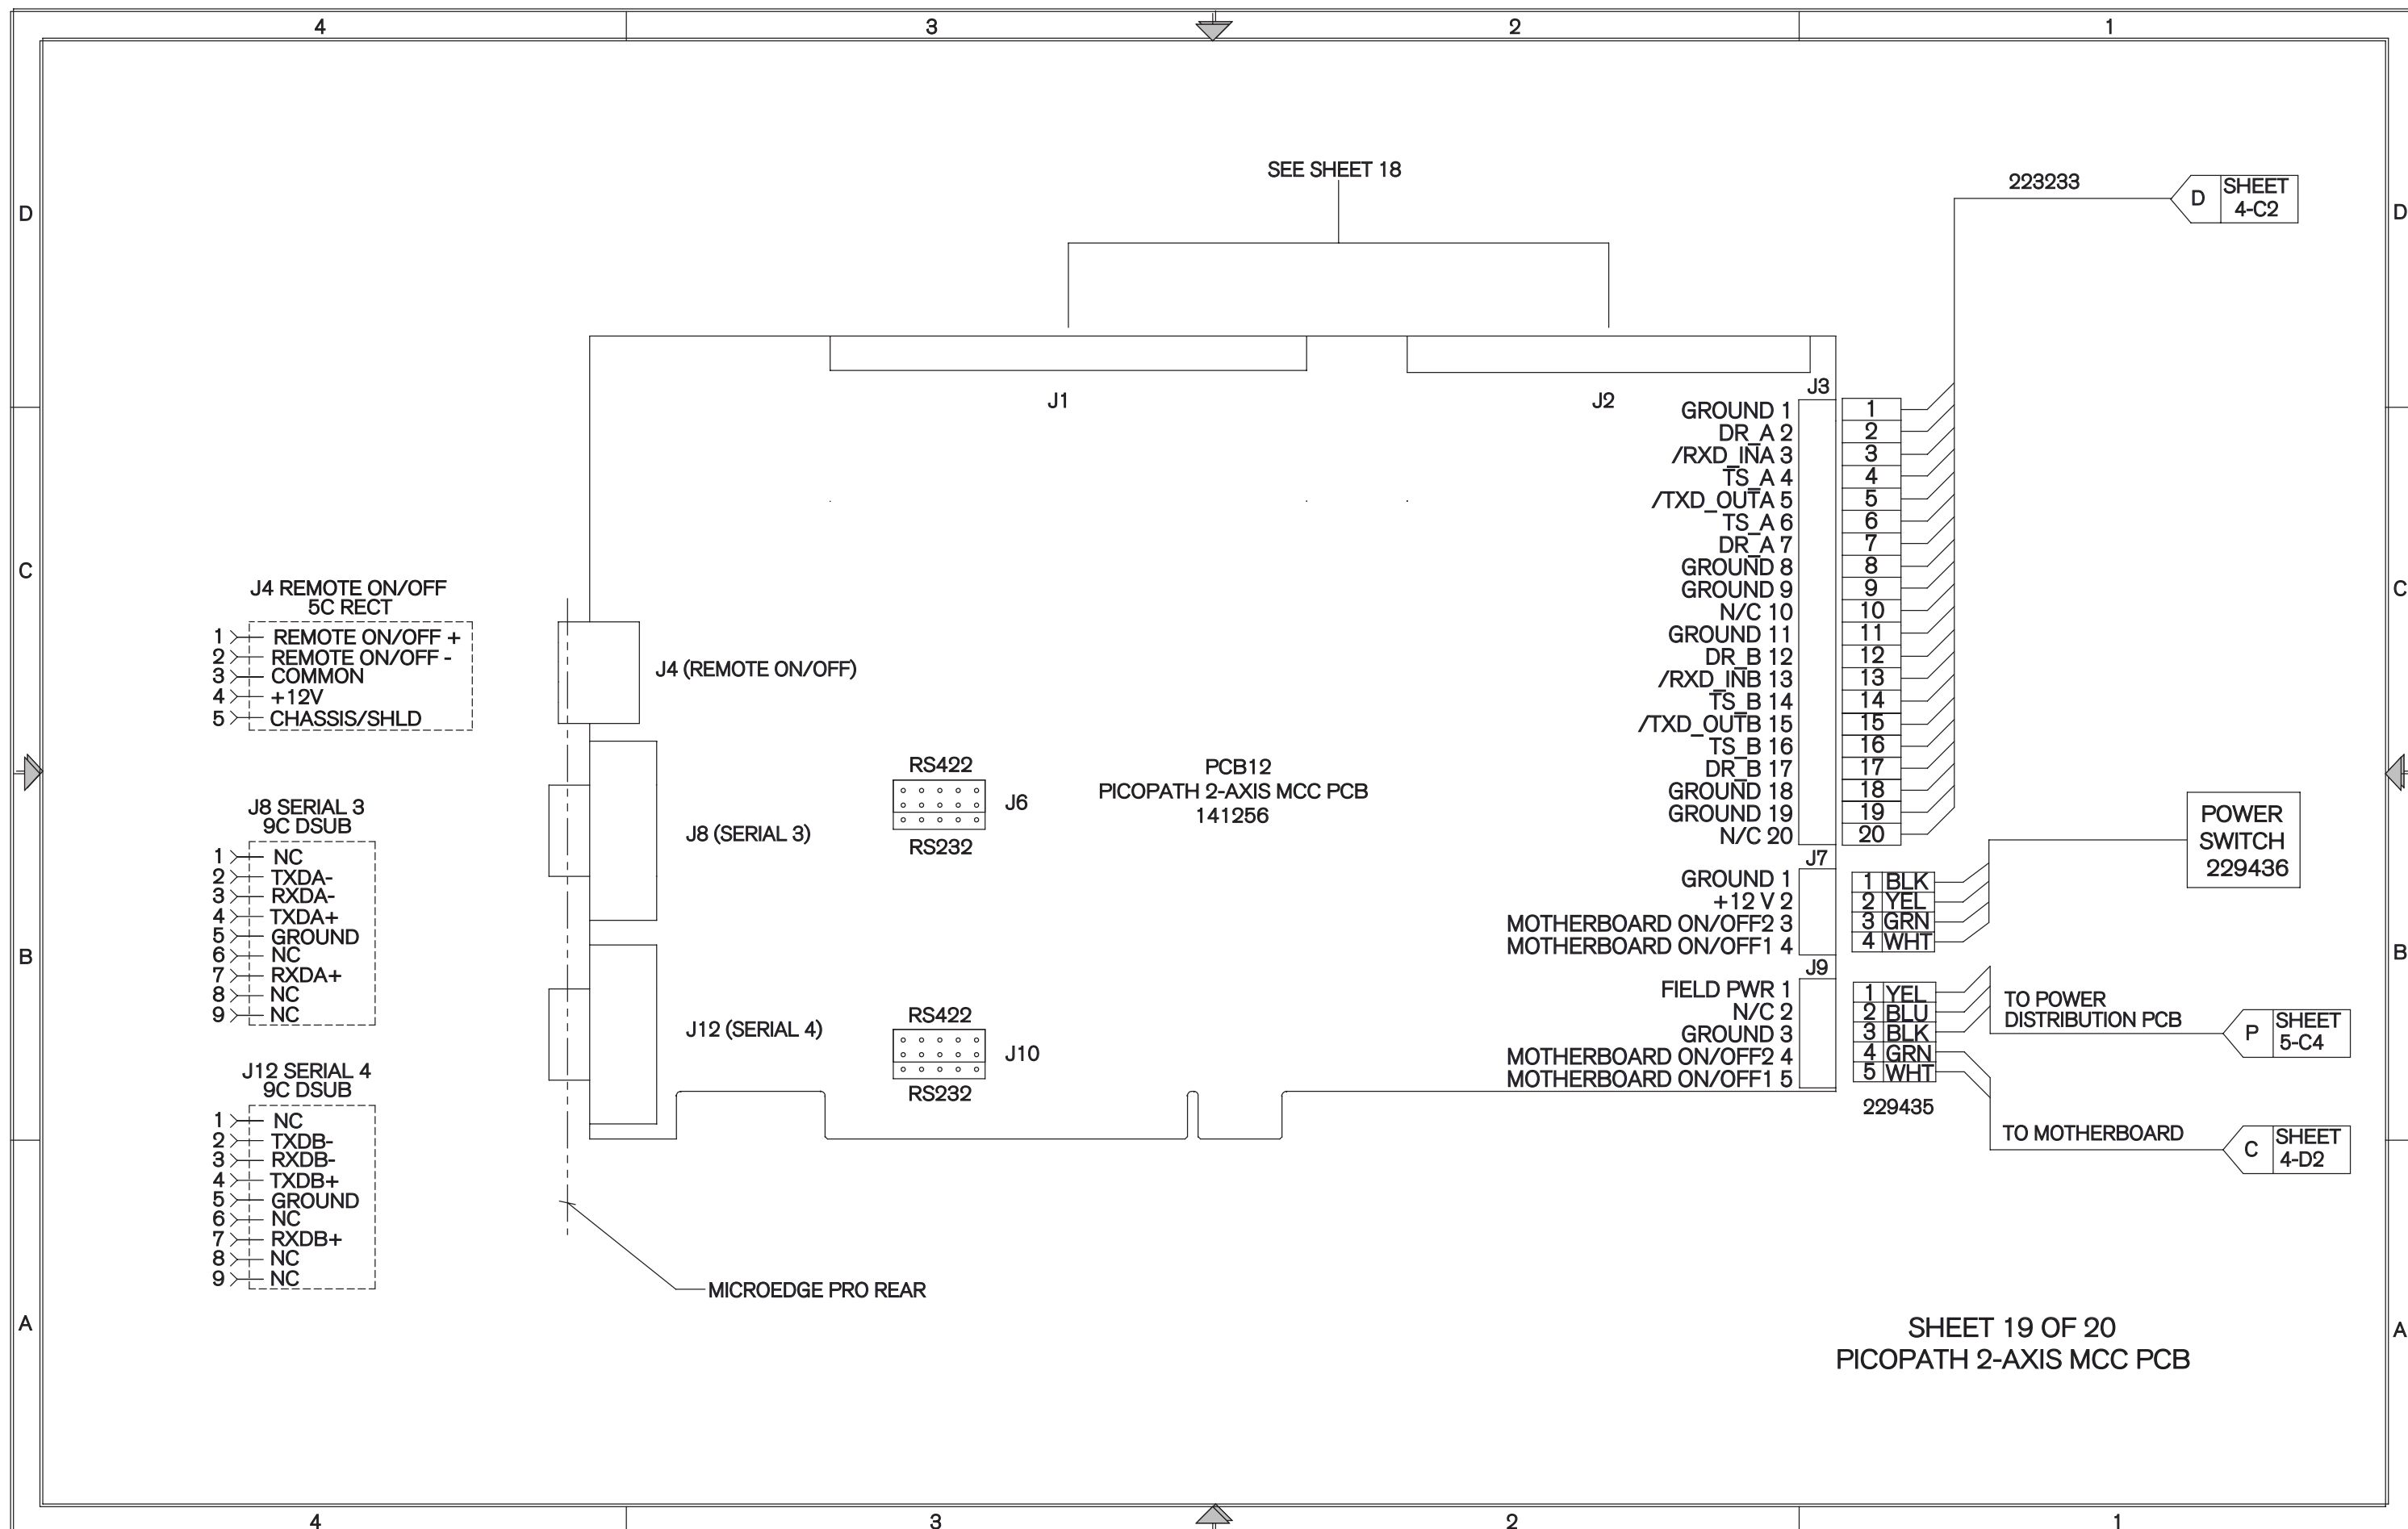 4 3 2 1
D
D
SEE SHEET 18
223233
D SHEET
4-C2
J1
J2
J3
GROUND 1 1
DR_A 2 2
/RXD_INA 3 3
TS_A 4 4
/TXD_OUTA 5 5
TS_A 6 6
DR_A 7 7
GROUND 8 8
GROUND 9 9
N/C 10 10
GROUND 11 11
DR_B 12 12
/RXD_INB 13 13
TS_B 14 14
/TXD_OUTB 15 15
TS_B 16 16
DR_B 17 17
GROUND 18 18
GROUND 19 19
N/C 20 20
C
C
J4 REMOTE ON/OFF
5C RECT
1 REMOTE ON/OFF +
2 REMOTE ON/OFF -
3 COMMON
4 +12V
5 CHASSIS/SHLD
J4 (REMOTE ON/OFF)
J8 SERIAL 3
9C DSUB
1 NC
2 TXDA-
3 RXDA-
4 TXDA+
5 GROUND
6 NC
7 RXDA+
8 NC
9 NC
J8 (SERIAL 3)
RS422
J6
RS232
PCB12
PICOPATH 2-AXIS MCC PCB
141256
J7
GROUND 1 1 BLK
+12 V 2 2 YEL
MOTHERBOARD ON/OFF2 3 3 GRN
MOTHERBOARD ON/OFF1 4 4 WHT
POWER
SWITCH
229436
B
B
J9
FIELD PWR 1 1 YEL
N/C 2 2 BLU
GROUND 3 3 BLK
MOTHERBOARD ON/OFF2 4 4 GRN
MOTHERBOARD ON/OFF1 5 5 WHT
229435
TO POWER
DISTRIBUTION PCB
P SHEET
5-C4
TO MOTHERBOARD
C SHEET
4-D2
J12 (SERIAL 4)
RS422
J10
RS232
J12 SERIAL 4
9C DSUB
1 NC
2 TXDB-
3 RXDB-
4 TXDB+
5 GROUND
6 NC
7 RXDB+
8 NC
9 NC
MICROEDGE PRO REAR
A
A
SHEET 19 OF 20
PICOPATH 2-AXIS MCC PCB
4 3 2 1